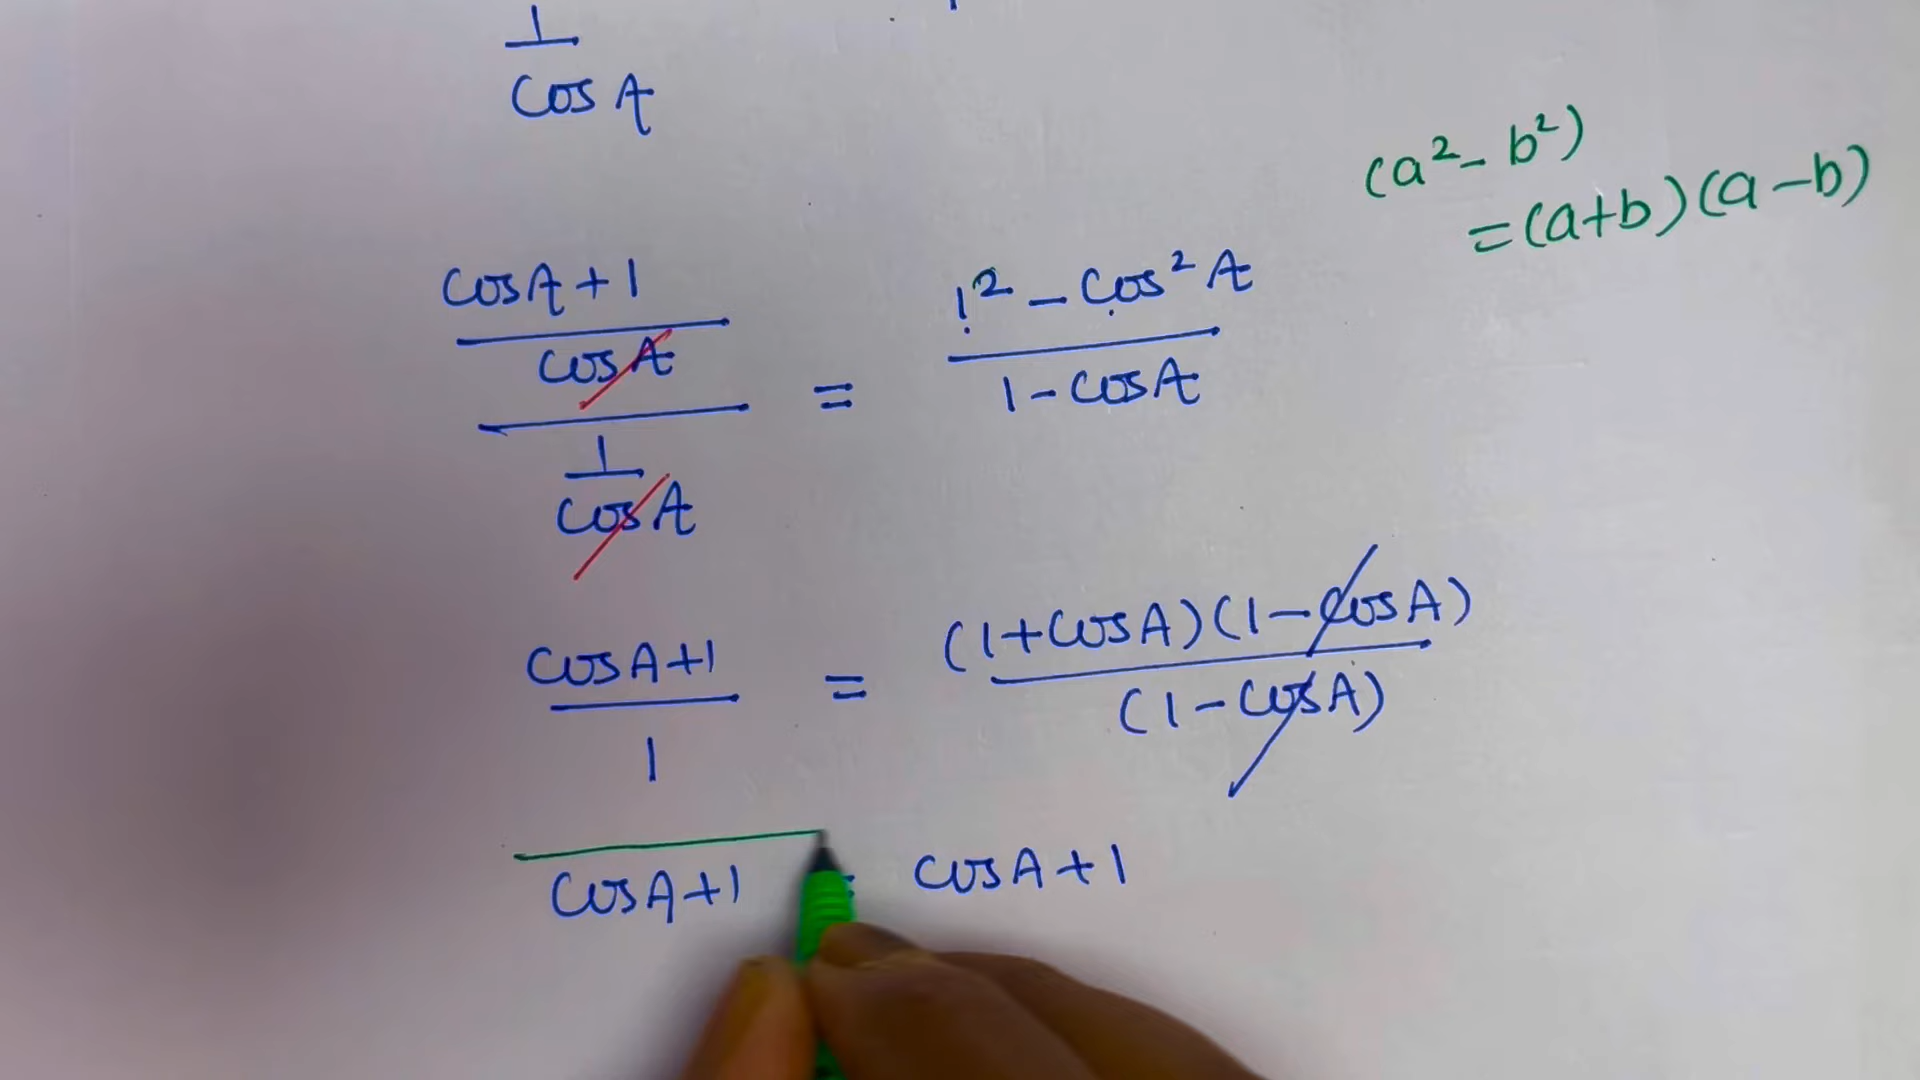 1
cos A
(a² - b²)
= (a+b)(a-b)
cosA+1
cosA
1
cosA
=
1² - cos² A
1 - cosA
cosA+1
1
=
(1+cosA)(1-cosA)
(1-cosA)
cosA+1 = cosA+1